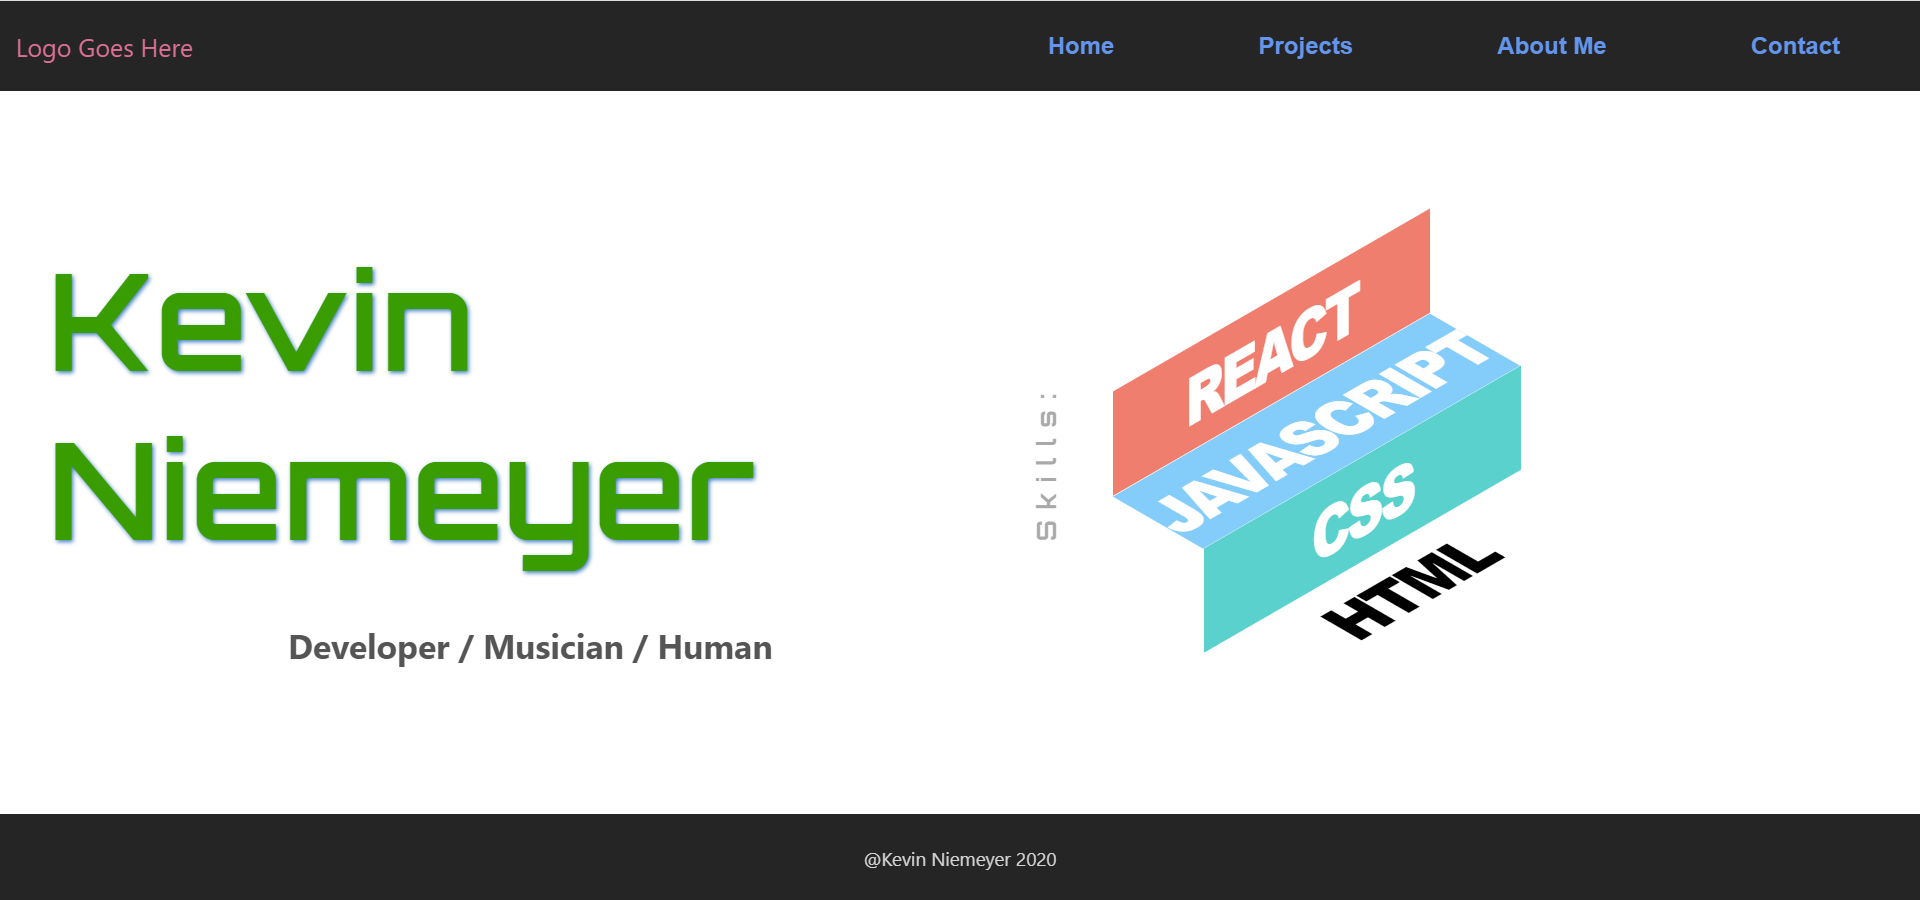 Logo Goes Here
Home
Projects
About Me
Contact
Kevin
Niemeyer
Developer / Musician / Human
Skills:
REACT
JAVASCRIPT
CSS
HTML
@Kevin Niemeyer 2020